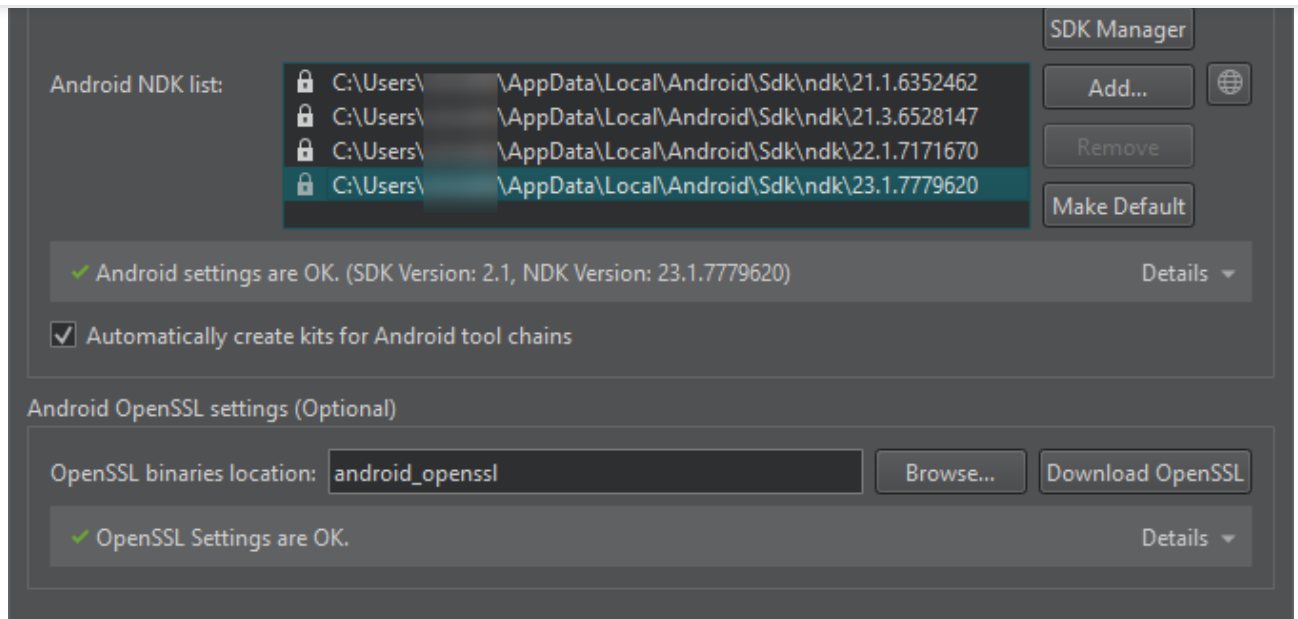 SDK Manager
Android NDK list:
C:\Users\ \AppData\Local\Android\Sdk\ndk\21.1.6352462
C:\Users\ \AppData\Local\Android\Sdk\ndk\21.3.6528147
C:\Users\ \AppData\Local\Android\Sdk\ndk\22.1.7171670
C:\Users\ \AppData\Local\Android\Sdk\ndk\23.1.7779620
Add...
Remove
Make Default
Android settings are OK. (SDK Version: 2.1, NDK Version: 23.1.7779620)
Details
Automatically create kits for Android tool chains
Android OpenSSL settings (Optional)
OpenSSL binaries location:
android_openssl
Browse...
Download OpenSSL
OpenSSL Settings are OK.
Details